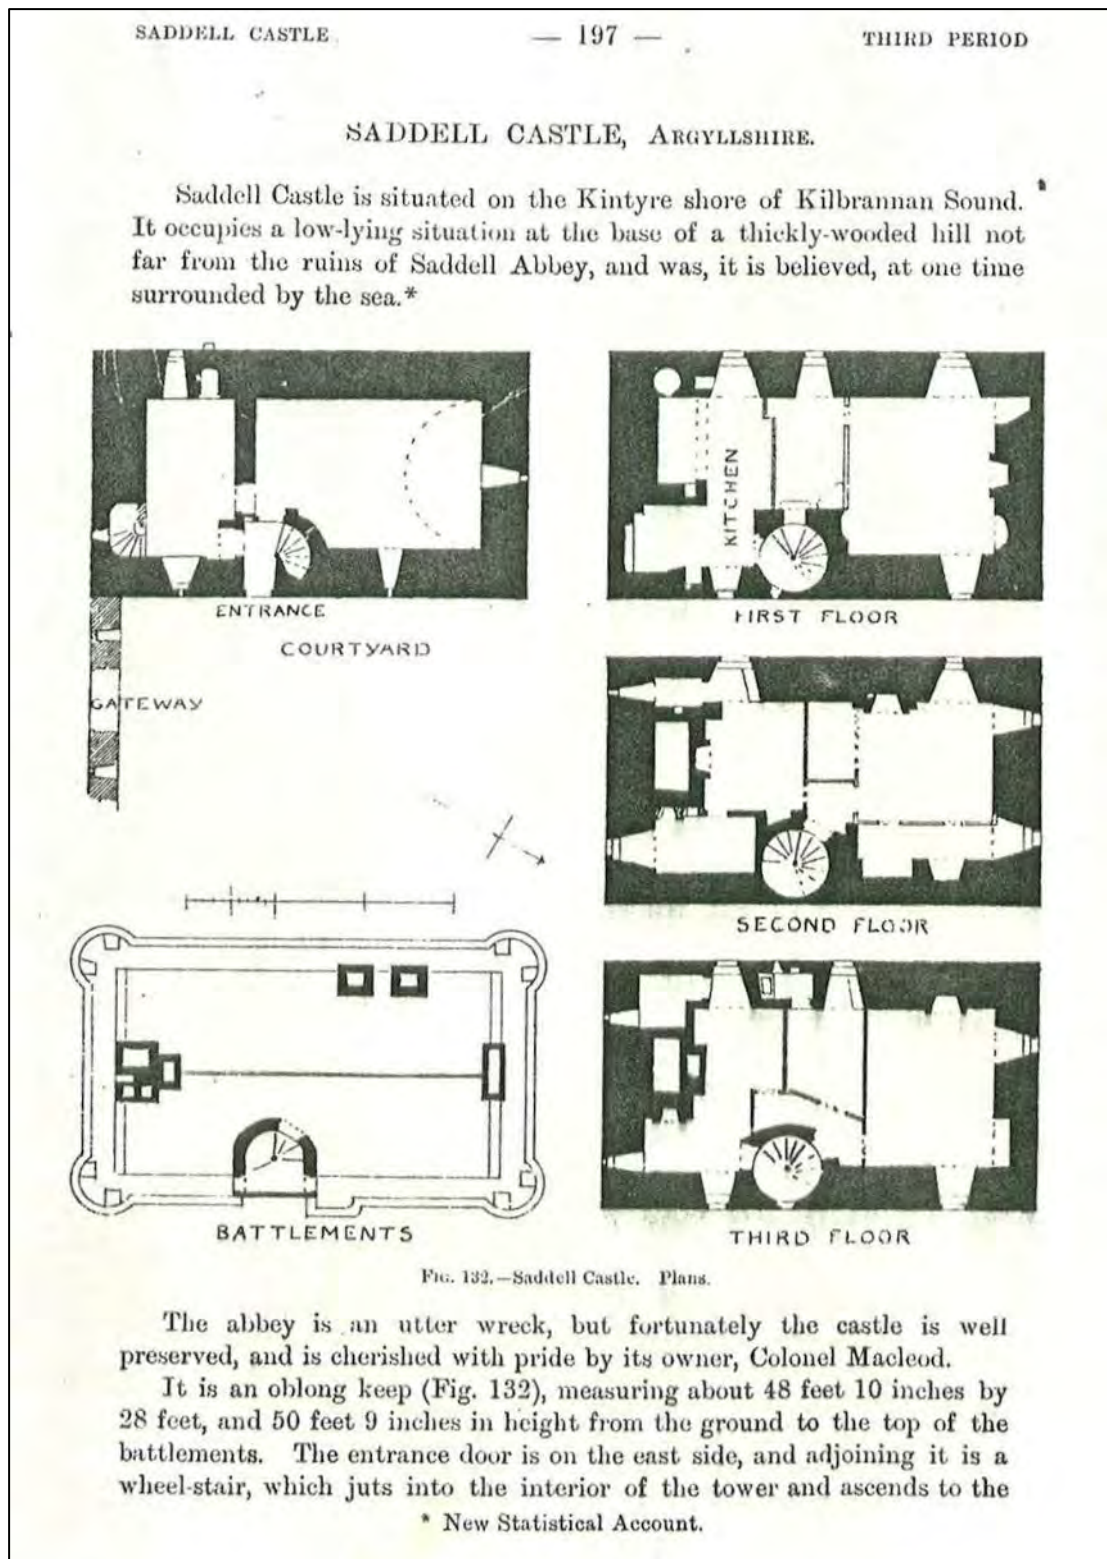 SADDELL CASTLE — 197 — THIRD PERIOD
SADDELL CASTLE, ARGYLLSHIRE.
Saddell Castle is situated on the Kintyre shore of Kilbrannan Sound.
It occupies a low-lying situation at the base of a thickly-wooded hill not
far from the ruins of Saddell Abbey, and was, it is believed, at one time
surrounded by the sea.*
ENTRANCE
COURTYARD
GATEWAY
KITCHEN
FIRST FLOOR
SECOND FLOOR
BATTLEMENTS
THIRD FLOOR
FIG. 132.—Saddell Castle. Plans.
The abbey is an utter wreck, but fortunately the castle is well
preserved, and is cherished with pride by its owner, Colonel Macleod.
It is an oblong keep (Fig. 132), measuring about 48 feet 10 inches by
28 feet, and 50 feet 9 inches in height from the ground to the top of the
battlements. The entrance door is on the east side, and adjoining it is a
wheel-stair, which juts into the interior of the tower and ascends to the
* New Statistical Account.